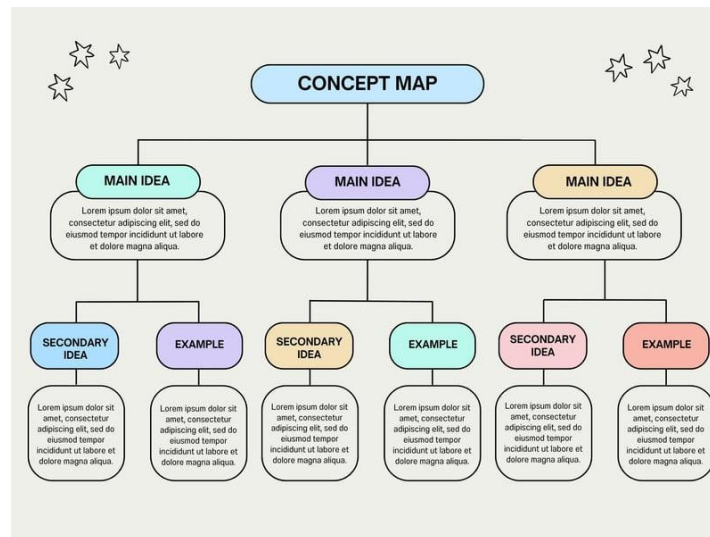 CONCEPT MAP
MAIN IDEA
Lorem ipsum dolor sit amet,
consectetur adipiscing elit, sed do
eiusmod tempor incididunt ut labore
et dolore magna aliqua.
MAIN IDEA
Lorem ipsum dolor sit amet,
consectetur adipiscing elit, sed do
eiusmod tempor incididunt ut labore
et dolore magna aliqua.
MAIN IDEA
Lorem ipsum dolor sit amet,
consectetur adipiscing elit, sed do
eiusmod tempor incididunt ut labore
et dolore magna aliqua.
SECONDARY
IDEA
Lorem ipsum dolor sit
amet, consectetur
adipiscing elit, sed do
eiusmod tempor
incididunt ut labore et
dolore magna aliqua.
EXAMPLE
Lorem ipsum dolor sit
amet, consectetur
adipiscing elit, sed do
eiusmod tempor
incididunt ut labore et
dolore magna aliqua.
SECONDARY
IDEA
Lorem ipsum dolor sit
amet, consectetur
adipiscing elit, sed do
eiusmod tempor
incididunt ut labore et
dolore magna aliqua.
EXAMPLE
Lorem ipsum dolor sit
amet, consectetur
adipiscing elit, sed do
eiusmod tempor
incididunt ut labore et
dolore magna aliqua.
SECONDARY
IDEA
Lorem ipsum dolor sit
amet, consectetur
adipiscing elit, sed do
eiusmod tempor
incididunt ut labore et
dolore magna aliqua.
EXAMPLE
Lorem ipsum dolor sit
amet, consectetur
adipiscing elit, sed do
eiusmod tempor
incididunt ut labore et
dolore magna aliqua.